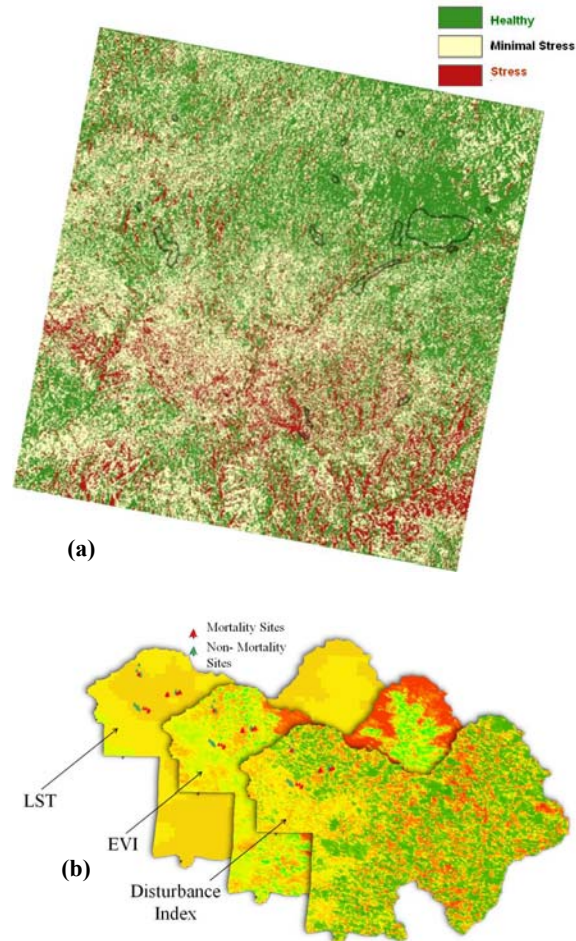 Healthy
Minimal Stress
Stress
(a)
Mortality Sites
Non- Mortality
Sites
LST
EVI
(b)
Disturbance
Index